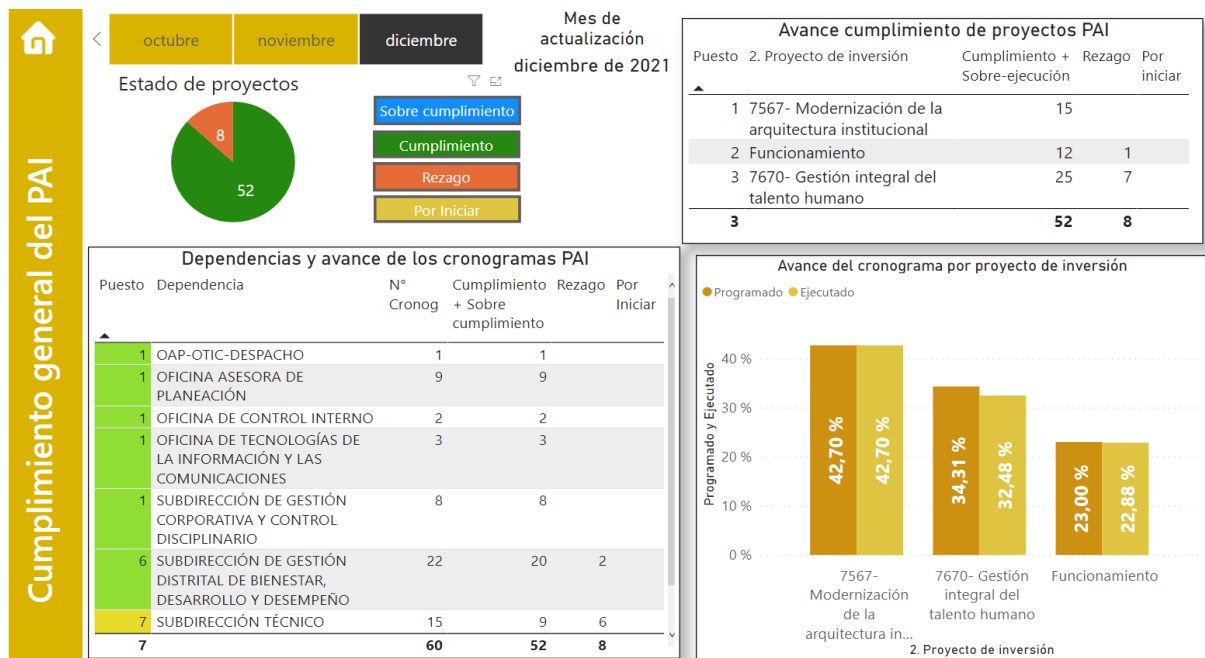 Cumplimiento general del PAI
octubre noviembre diciembre
Mes de
actualización
diciembre de 2021
Estado de proyectos
8
52
Sobre cumplimiento
Cumplimiento
Rezago
Por Iniciar
Avance cumplimiento de proyectos PAI
Puesto 2. Proyecto de inversión Cumplimiento + Rezago Por
Sobre-ejecución iniciar
1 7567- Modernización de la 15
arquitectura institucional
2 Funcionamiento 12 1
3 7670- Gestión integral del 25 7
talento humano
3 52 8
Dependencias y avance de los cronogramas PAI
Puesto Dependencia N° Cumplimiento Rezago Por
Cronog + Sobre Iniciar
cumplimiento
1 OAP-OTIC-DESPACHO 1 1
1 OFICINA ASESORA DE 9 9
PLANEACIÓN
1 OFICINA DE CONTROL INTERNO 2 2
1 OFICINA DE TECNOLOGÍAS DE 3 3
LA INFORMACIÓN Y LAS
COMUNICACIONES
1 SUBDIRECCIÓN DE GESTIÓN 8 8
CORPORATIVA Y CONTROL
DISCIPLINARIO
6 SUBDIRECCIÓN DE GESTIÓN 22 20 2
DISTRITAL DE BIENESTAR,
DESARROLLO Y DESEMPEÑO
7 SUBDIRECCIÓN TÉCNICO 15 9 6
7 60 52 8
Avance del cronograma por proyecto de inversión
Programado Ejecutado
Programado y Ejecutado
40 %
30 %
20 %
10 %
0 %
42,70 % 42,70 % 34,31 % 32,48 % 23,00 % 22,88 %
7567- 7670- Gestión Funcionamiento
Modernización integral del
de la talento humano
arquitectura in...
2. Proyecto de inversión